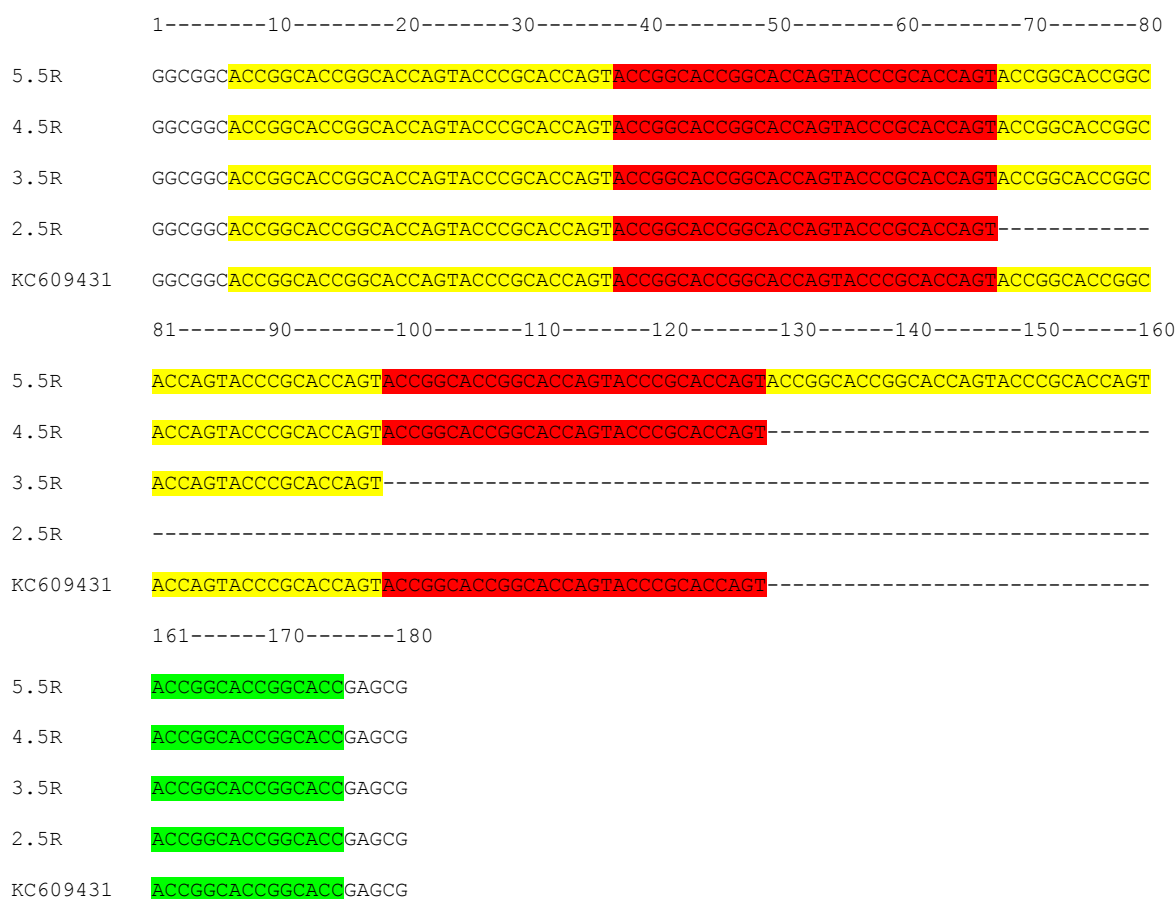 1--------10--------20-------30--------40--------50--------60--------70-------80
5.5R GGCGGCACCGGCACCGGCACCAGTACCCGCACCAGTACCGGCACCGGCACCAGTACCCGCACCAGTACCGGCACCGGC
4.5R GGCGGCACCGGCACCGGCACCAGTACCCGCACCAGTACCGGCACCGGCACCAGTACCCGCACCAGTACCGGCACCGGC
3.5R GGCGGCACCGGCACCGGCACCAGTACCCGCACCAGTACCGGCACCGGCACCAGTACCCGCACCAGTACCGGCACCGGC
2.5R GGCGGCACCGGCACCGGCACCAGTACCCGCACCAGTACCGGCACCGGCACCAGTACCCGCACCAGT------------
KC609431 GGCGGCACCGGCACCGGCACCAGTACCCGCACCAGTACCGGCACCGGCACCAGTACCCGCACCAGTACCGGCACCGGC
81-------90--------100-------110-------120-------130------140-------150------160
5.5R ACCAGTACCCGCACCAGTACCGGCACCGGCACCAGTACCCGCACCAGTACCGGCACCGGCACCAGTACCCGCACCAGT
4.5R ACCAGTACCCGCACCAGTACCGGCACCGGCACCAGTACCCGCACCAGT------------------------------
3.5R ACCAGTACCCGCACCAGT------------------------------------------------------------
2.5R ------------------------------------------------------------------------------
KC609431 ACCAGTACCCGCACCAGTACCGGCACCGGCACCAGTACCCGCACCAGT------------------------------
161------170-------180
5.5R ACCGGCACCGGCACCGAGCG
4.5R ACCGGCACCGGCACCGAGCG
3.5R ACCGGCACCGGCACCGAGCG
2.5R ACCGGCACCGGCACCGAGCG
KC609431 ACCGGCACCGGCACCGAGCG